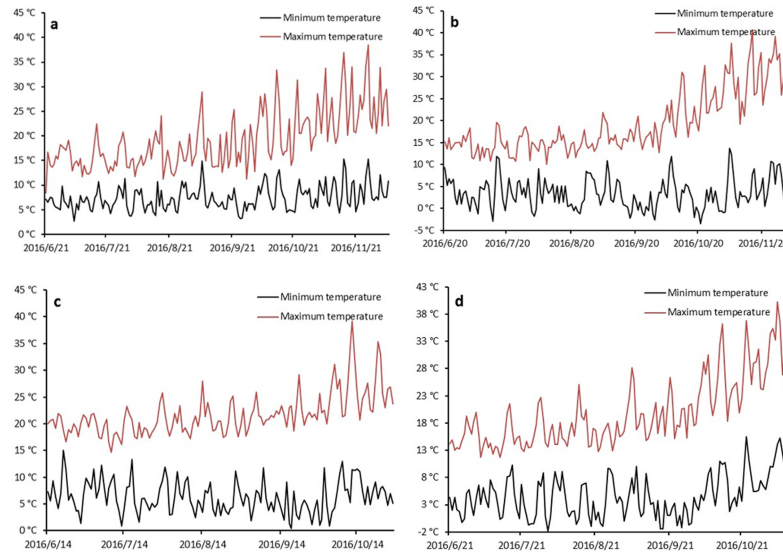 a
Minimum temperature
Maximum temperature
45 °C
40 °C
35 °C
30 °C
25 °C
20 °C
15 °C
10 °C
5 °C
0 °C
2016/6/21 2016/7/21 2016/8/21 2016/9/21 2016/10/21 2016/11/21
b
Minimum temperature
Maximum temperature
45 °C
40 °C
35 °C
30 °C
25 °C
20 °C
15 °C
10 °C
5 °C
0 °C
-5 °C
2016/6/20 2016/7/20 2016/8/20 2016/9/20 2016/10/20 2016/11/2
c
Minimum temperature
Maximum temperature
45 °C
40 °C
35 °C
30 °C
25 °C
20 °C
15 °C
10 °C
5 °C
0 °C
2016/6/14 2016/7/14 2016/8/14 2016/9/14 2016/10/14
d
Minimum temperature
Maximum temperature
43 °C
38 °C
33 °C
28 °C
23 °C
18 °C
13 °C
8 °C
3 °C
-2 °C
2016/6/21 2016/7/21 2016/8/21 2016/9/21 2016/10/21